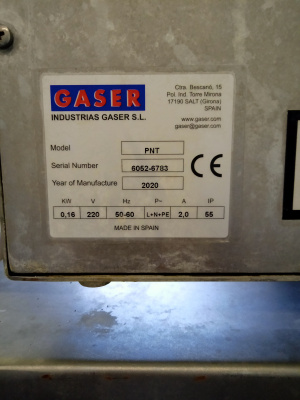 GASER
INDUSTRIAS GASER S.L.
Ctra. Bescanó, 15
Pol. Ind. Torre Mirona
17190 SALT (Girona)
SPAIN
www.gaser.com
gaser@gaser.com
Model PNT
Serial Number 6052-6783
Year of Manufacture 2020
CE
KW V Hz P~ A IP
0,16 220 50-60 L+N+PE 2,0 55
MADE IN SPAIN